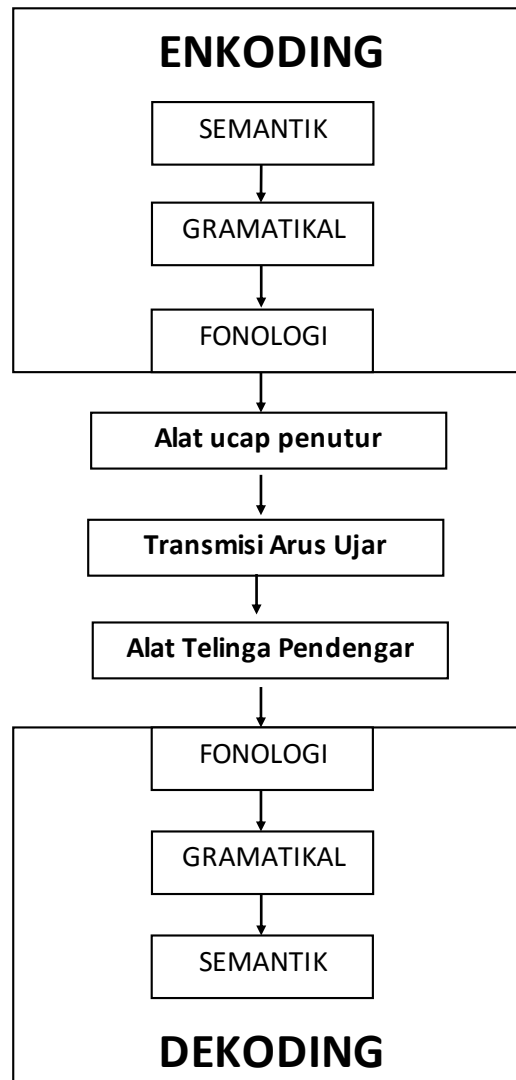 ENKODING
SEMANTIK
GRAMATIKAL
FONOLOGI
Alat ucap penutur
Transmisi Arus Ujar
Alat Telinga Pendengar
FONOLOGI
GRAMATIKAL
SEMANTIK
DEKODING